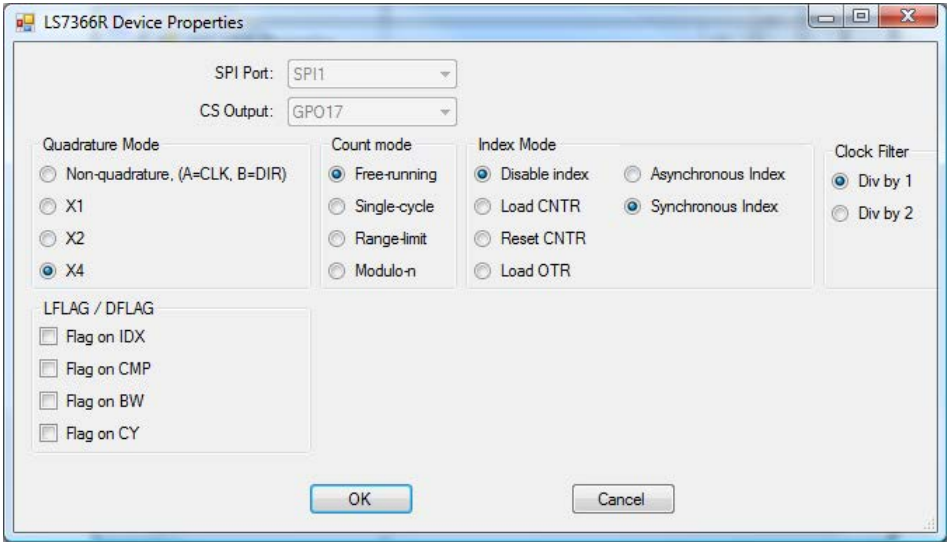 LS7366R Device Properties
SPI Port: SPI1
CS Output: GPO17
Quadrature Mode
Non-quadrature, (A=CLK, B=DIR)
X1
X2
X4
Count mode
Free-running
Single-cycle
Range-limit
Modulo-n
Index Mode
Disable index
Load CNTR
Reset CNTR
Load OTR
Asynchronous Index
Synchronous Index
Clock Filter
Div by 1
Div by 2
LFLAG / DFLAG
Flag on IDX
Flag on CMP
Flag on BW
Flag on CY
OK
Cancel